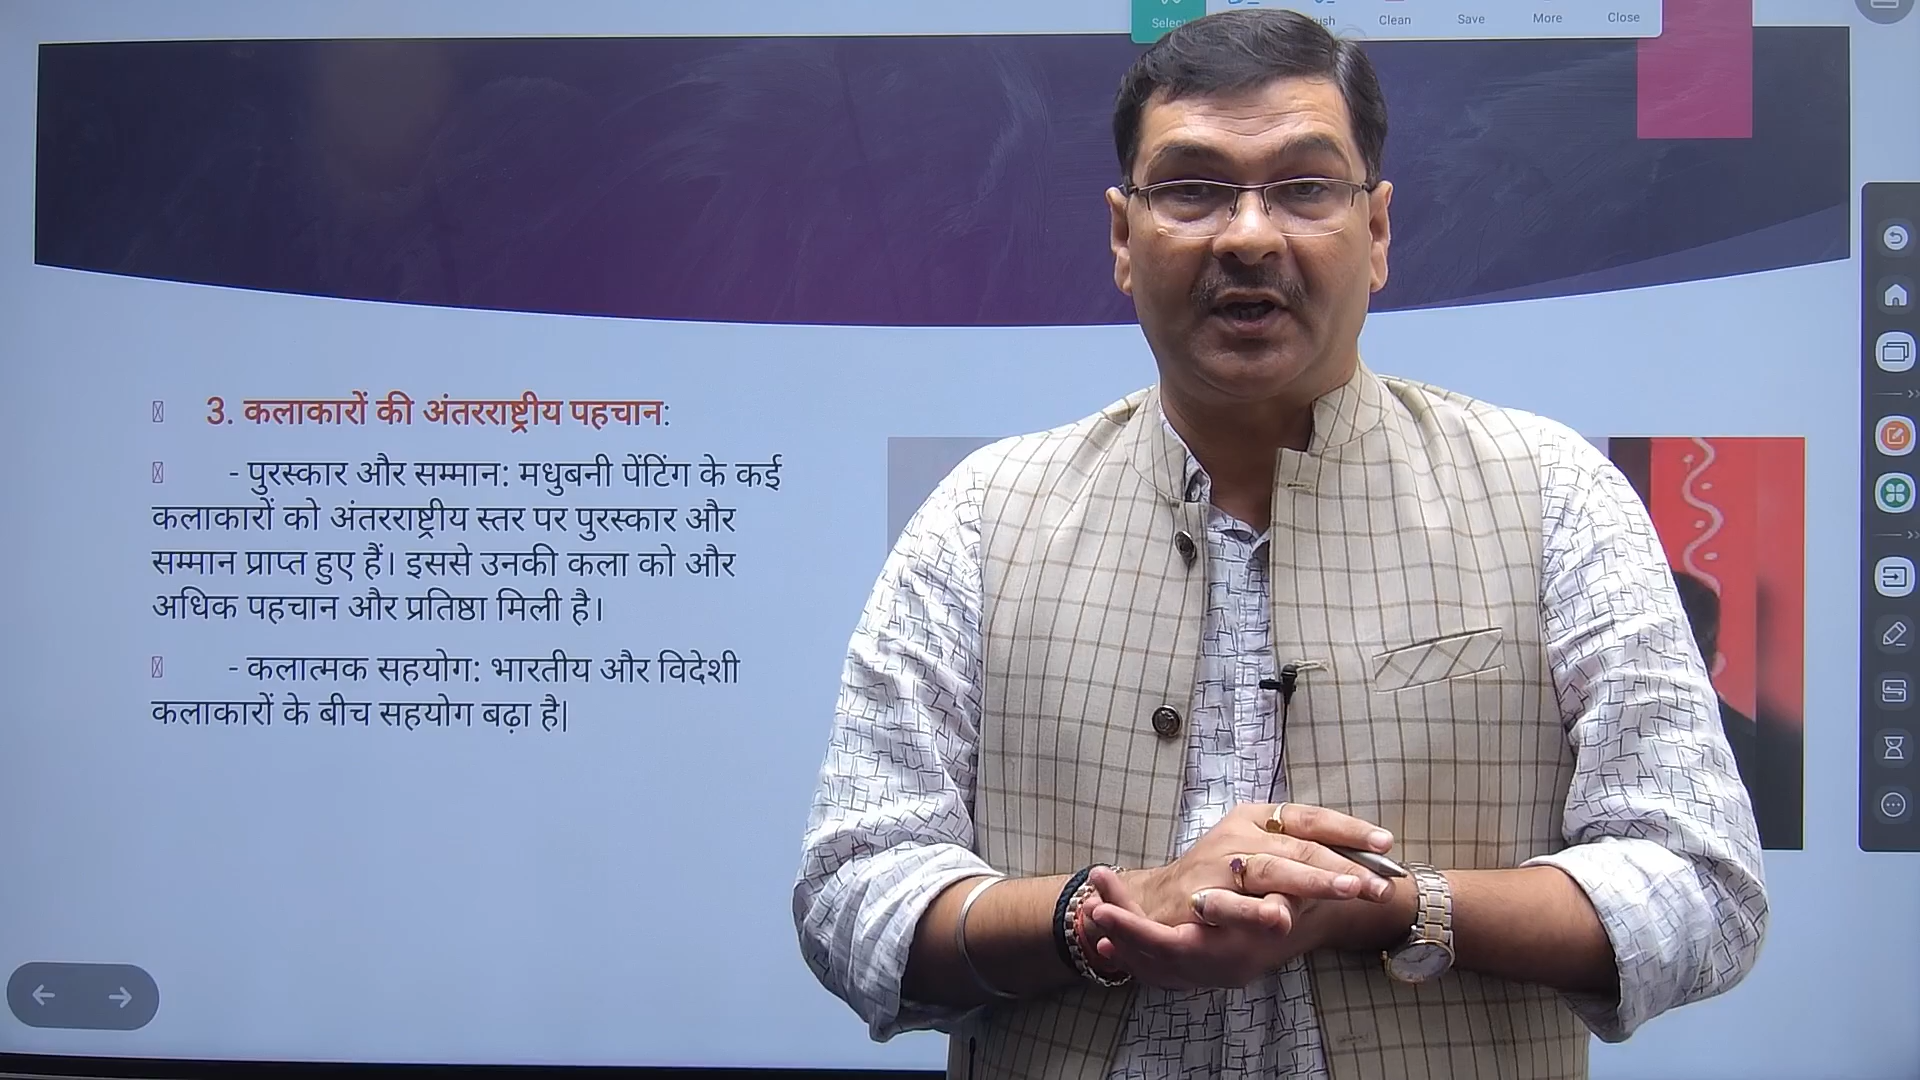 Select
Clean
Save
More
Close
3. कलाकारों की अंतरराष्ट्रीय पहचान:
- पुरस्कार और सम्मान: मधुबनी पेंटिंग के कई
कलाकारों को अंतरराष्ट्रीय स्तर पर पुरस्कार और
सम्मान प्राप्त हुए हैं। इससे उनकी कला को और
अधिक पहचान और प्रतिष्ठा मिली है।
- कलात्मक सहयोग: भारतीय और विदेशी
कलाकारों के बीच सहयोग बढ़ा है|